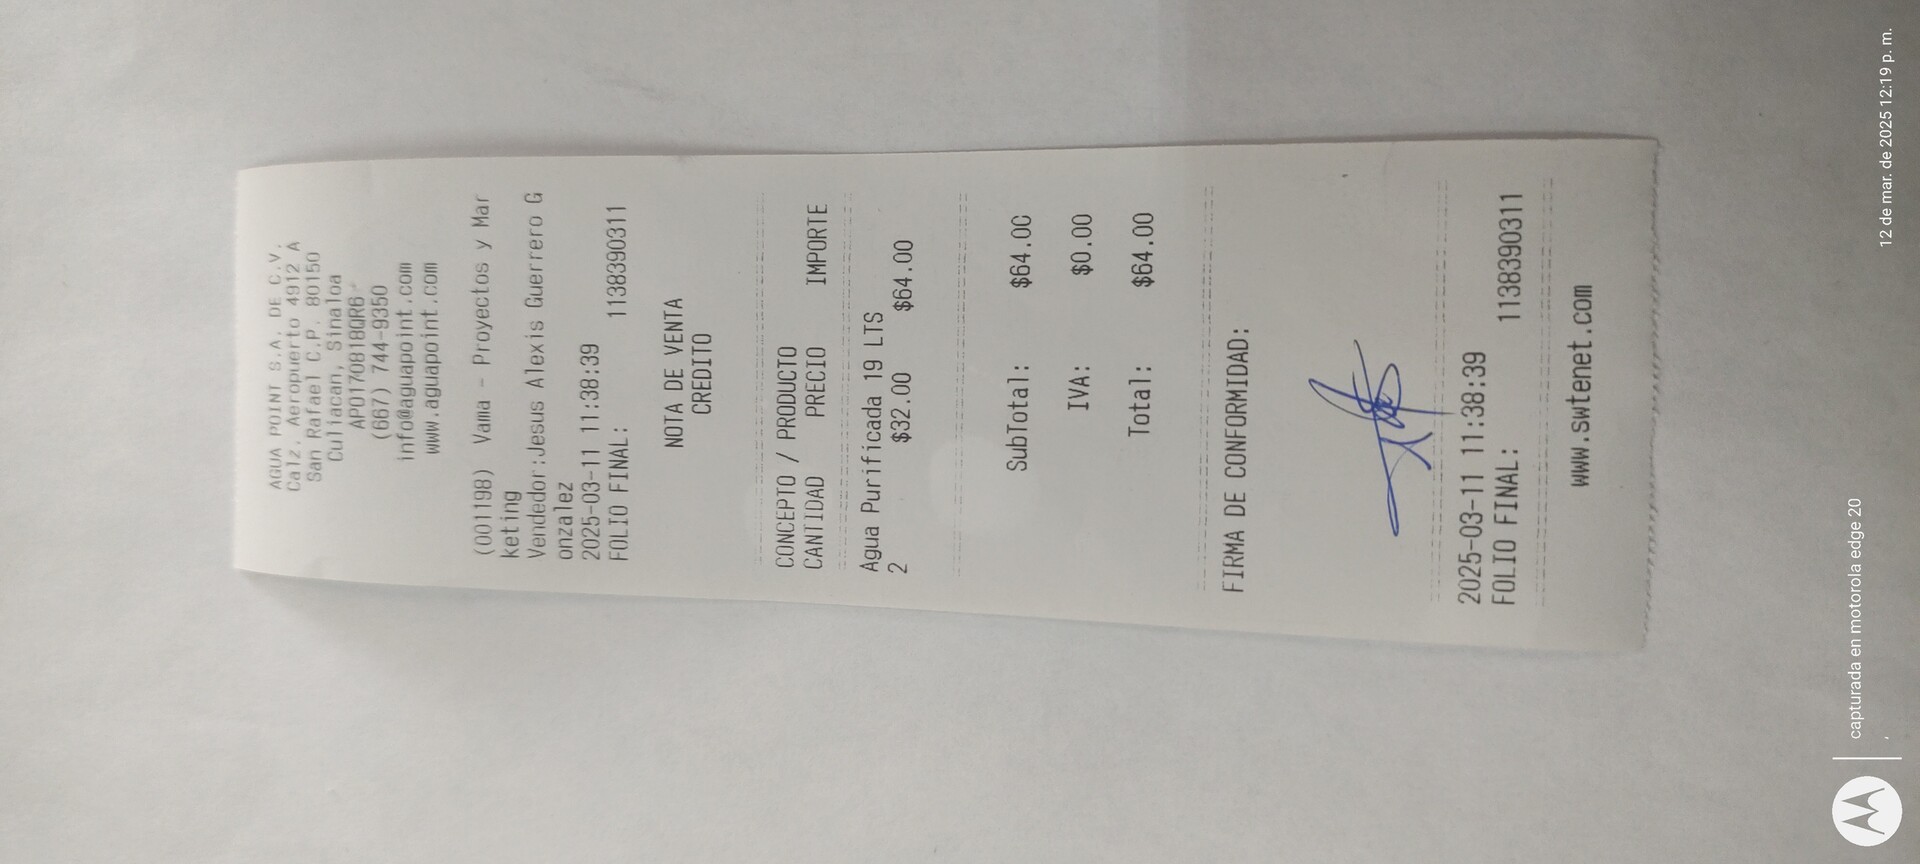 AGUA POINT S.A. DE C.V.
Calz. Aeropuerto 4912 A
San Rafael C.P. 80150
Culiacan, Sinaloa
APO170818QR6
(667) 744-9350
info@aguapoint.com
www.aguapoint.com
(001198) Vama - Proyectos y Mar
keting
Vendedor:Jesus Alexis Guerrero G
onzalez
2025-03-11 11:38:39
FOLIO FINAL: 1138390311
NOTA DE VENTA
CREDITO
CONCEPTO / PRODUCTO
CANTIDAD PRECIO IMPORTE
Agua Purificada 19 LTS
2 $32.00 $64.00
SubTotal: $64.00
IVA: $0.00
Total: $64.00
FIRMA DE CONFORMIDAD:
2025-03-11 11:38:39
FOLIO FINAL: 1138390311
www.swtenet.com
capturada en motorola edge 20
,
12 de mar. de 2025 12:19 p. m.